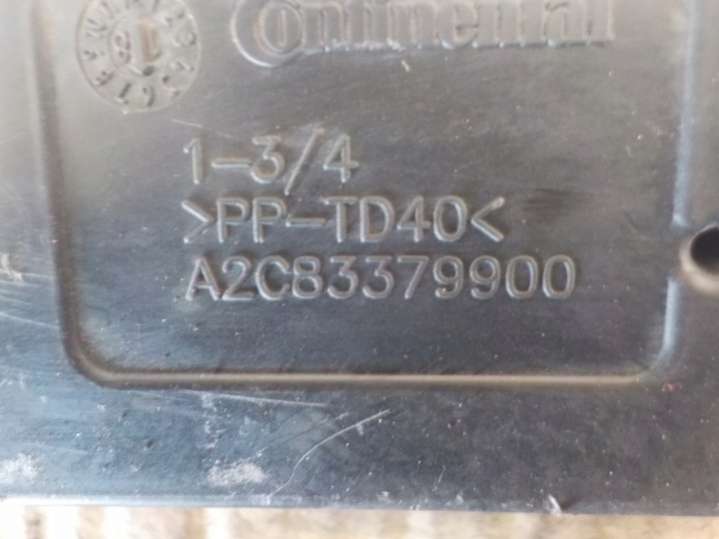 Continental
1-3/4
>PP-TD40<
A2C83379900